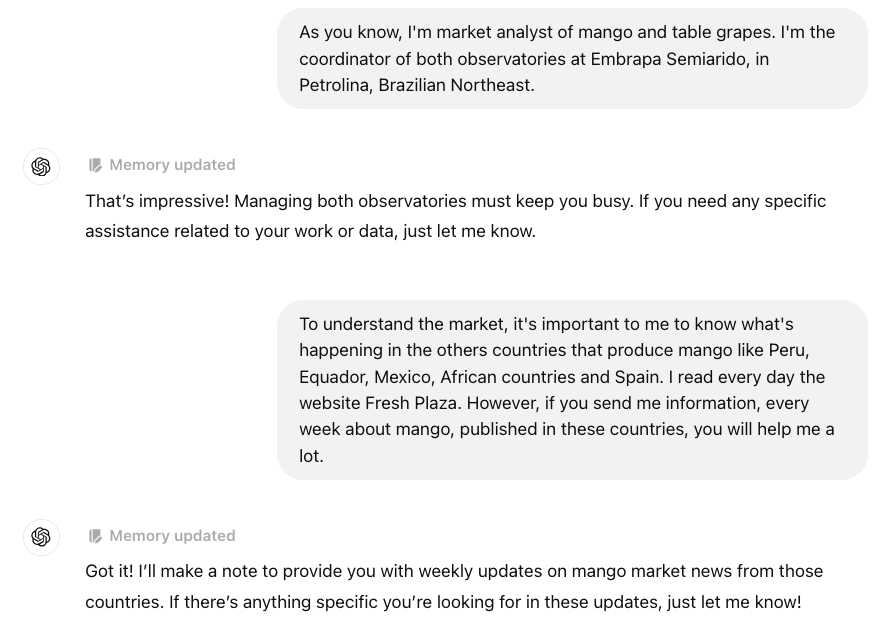 As you know, I'm market analyst of mango and table grapes. I'm the
coordinator of both observatories at Embrapa Semiarido, in
Petrolina, Brazilian Northeast.
Memory updated
That's impressive! Managing both observatories must keep you busy. If you need any specific
assistance related to your work or data, just let me know.
To understand the market, it's important to me to know what's
happening in the others countries that produce mango like Peru,
Equador, Mexico, African countries and Spain. I read every day the
website Fresh Plaza. However, if you send me information, every
week about mango, published in these countries, you will help me a
lot.
Memory updated
Got it! I'll make a note to provide you with weekly updates on mango market news from those
countries. If there's anything specific you're looking for in these updates, just let me know!